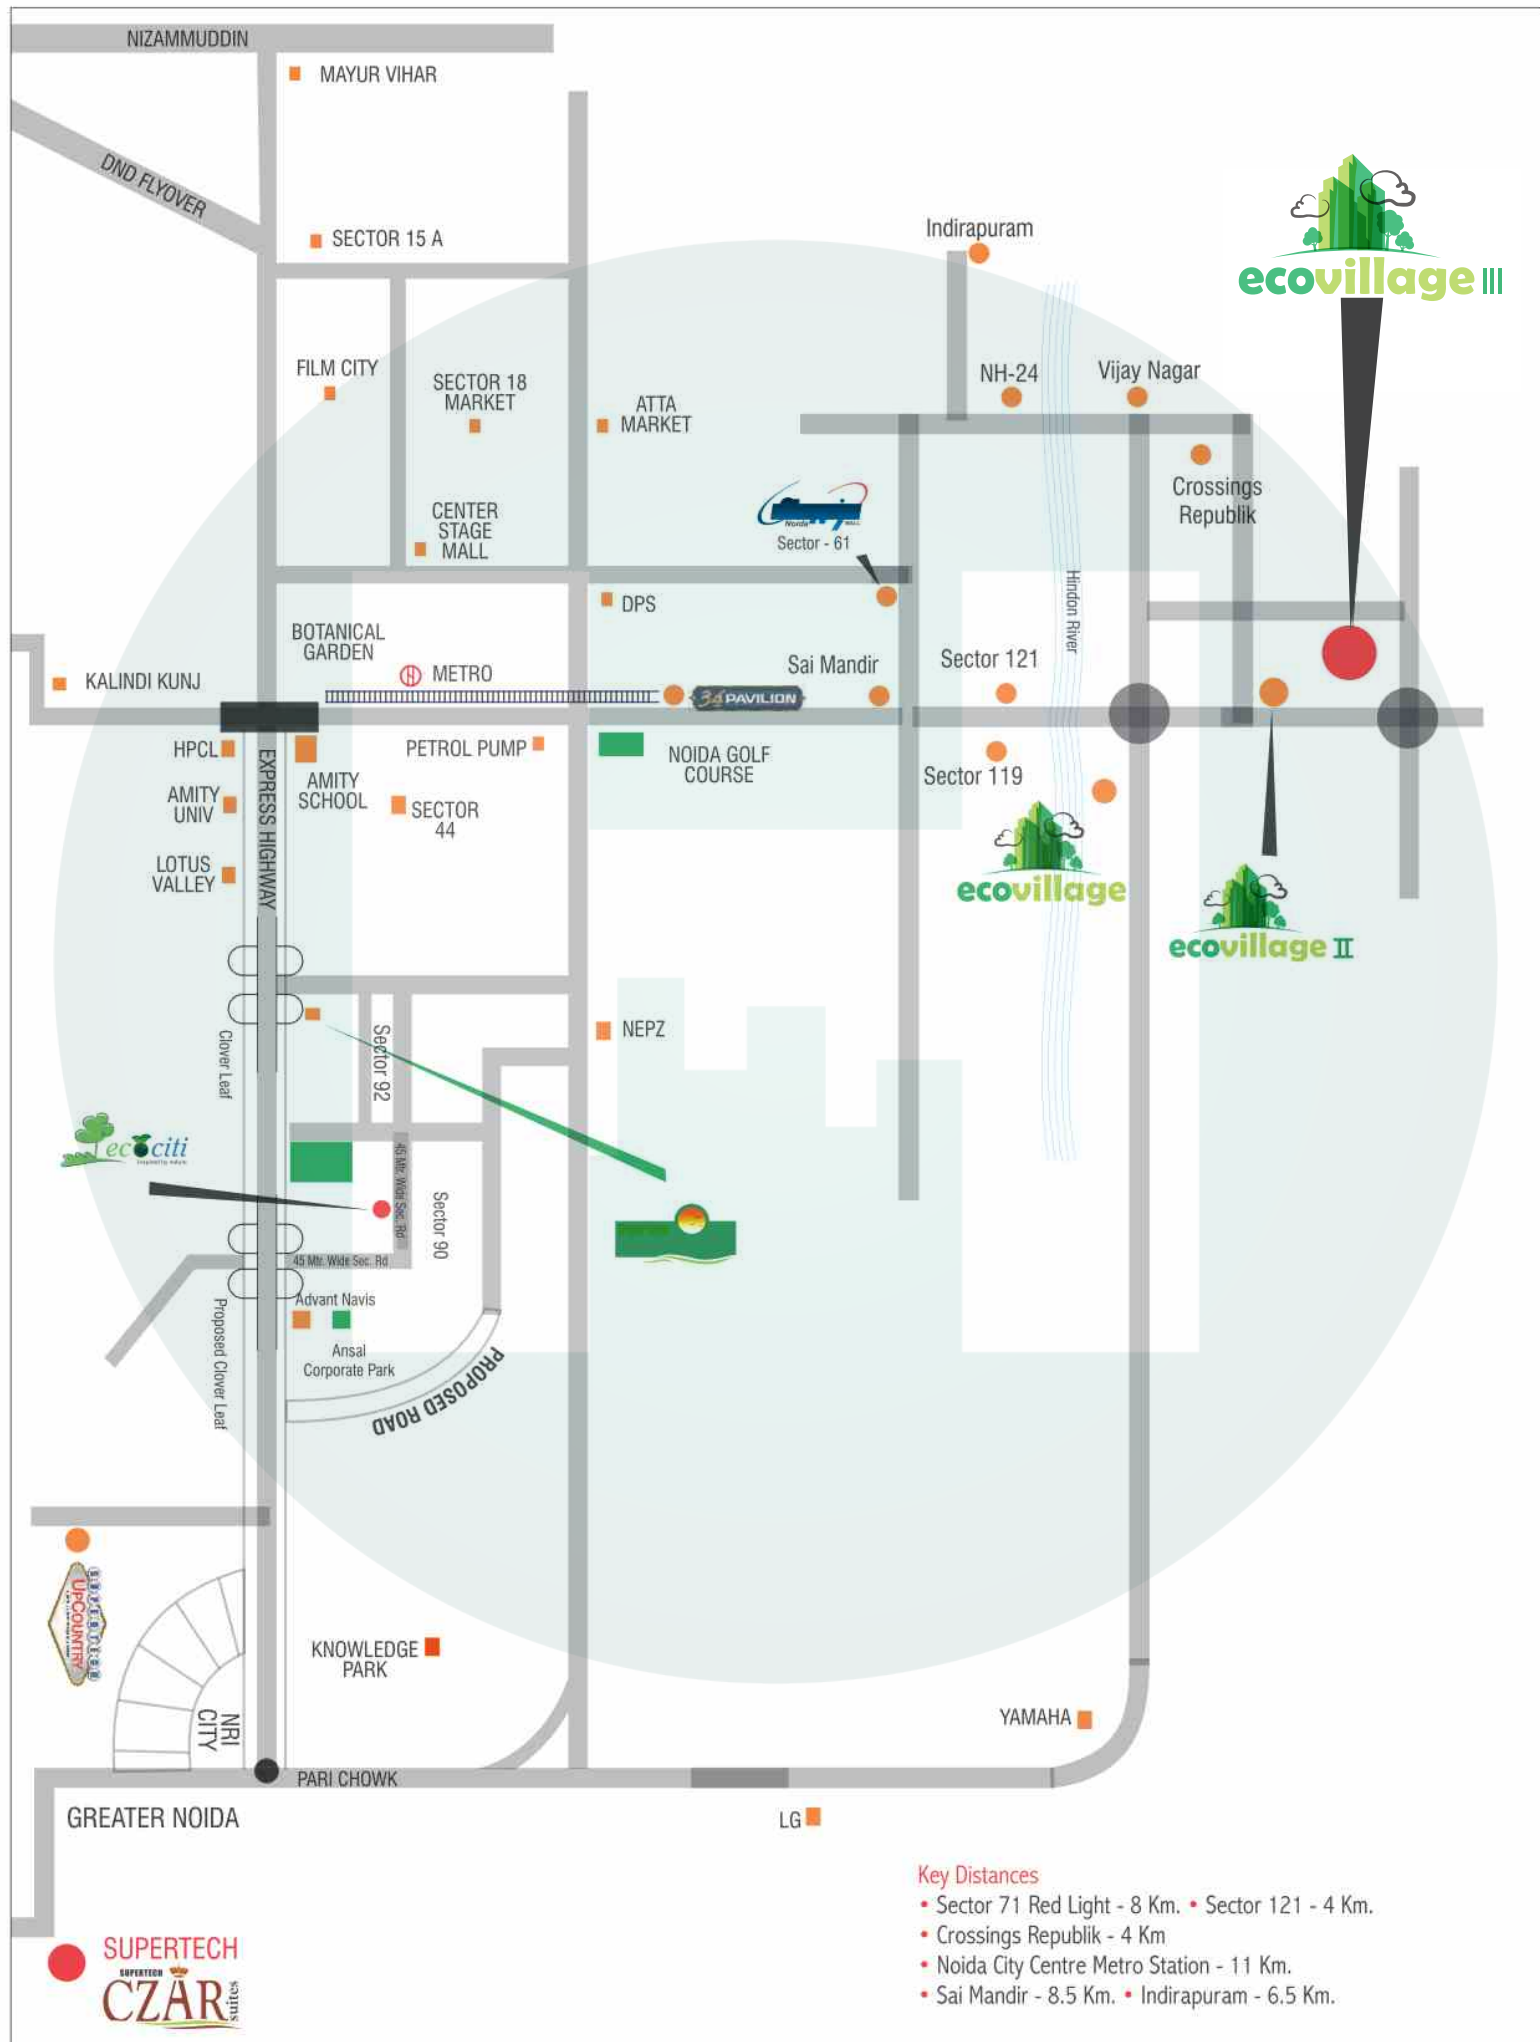 NIZAMMUDDIN
MAYUR VIHAR
DND FLYOVER
SECTOR 15 A
Indirapuram
ecovillage III
FILM CITY
SECTOR 18
MARKET
ATTA
MARKET
NH-24
Vijay Nagar
Crossings
Republik
CENTER
STAGE
MALL
Noida
MALL
Sector - 61
Hindon River
DPS
BOTANICAL
GARDEN
METRO
KALINDI KUNJ
PAVILION
Sai Mandir
Sector 121
HPCL
EXPRESS HIGHWAY
AMITY
SCHOOL
PETROL PUMP
NOIDA GOLF
COURSE
Sector 119
AMITY
UNIV
SECTOR
44
LOTUS
VALLEY
ecovillage
ecovillage II
Clover Leaf
Sector 92
NEPZ
ecociti
45 Mtr. Wide Sec. Rd
Sector 90
45 Mtr. Wide Sec. Rd
Proposed Clover Leaf
Advant Navis
Ansal
Corporate Park
PROPOSED ROAD
SUPERTECH
UPCOUNTRY
KNOWLEDGE
PARK
NRI
CITY
YAMAHA
PARI CHOWK
GREATER NOIDA
LG
Key Distances
• Sector 71 Red Light - 8 Km. • Sector 121 - 4 Km.
• Crossings Republik - 4 Km
• Noida City Centre Metro Station - 11 Km.
• Sai Mandir - 8.5 Km. • Indirapuram - 6.5 Km.
SUPERTECH
SUPERTECH
CZAR suites